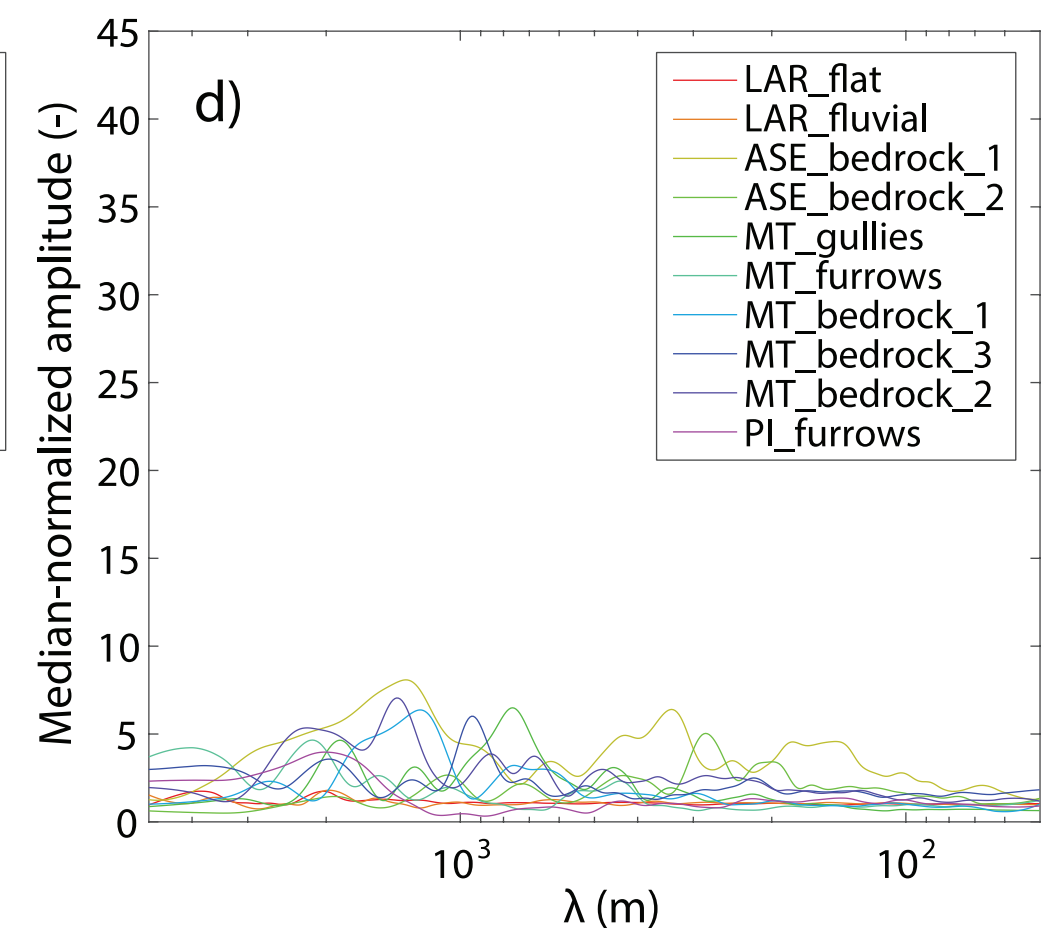 d)
Median-normalized amplitude (-)
45
40
35
30
25
20
15
10
5
0
LAR_flat
LAR_fluvial
ASE_bedrock_1
ASE_bedrock_2
MT_gullies
MT_furrows
MT_bedrock_1
MT_bedrock_3
MT_bedrock_2
PI_furrows
10³
10²
λ (m)